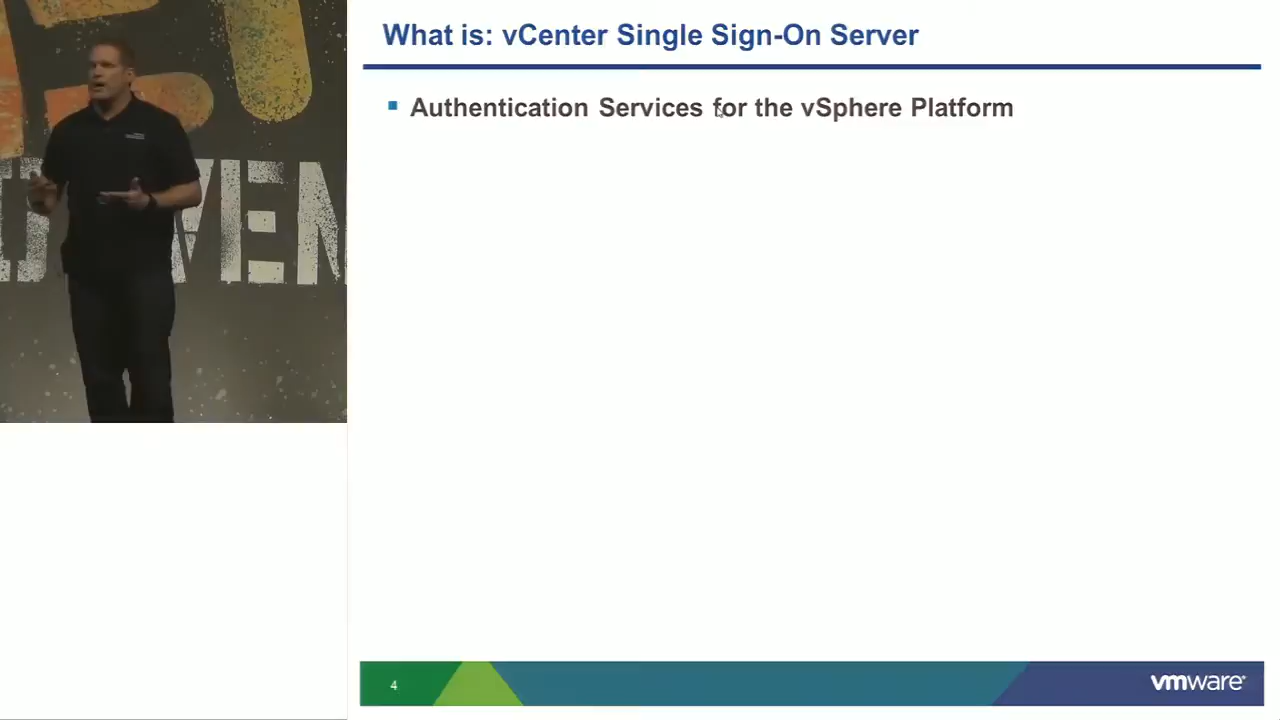 What is: vCenter Single Sign-On Server
Authentication Services for the vSphere Platform
4
vmware